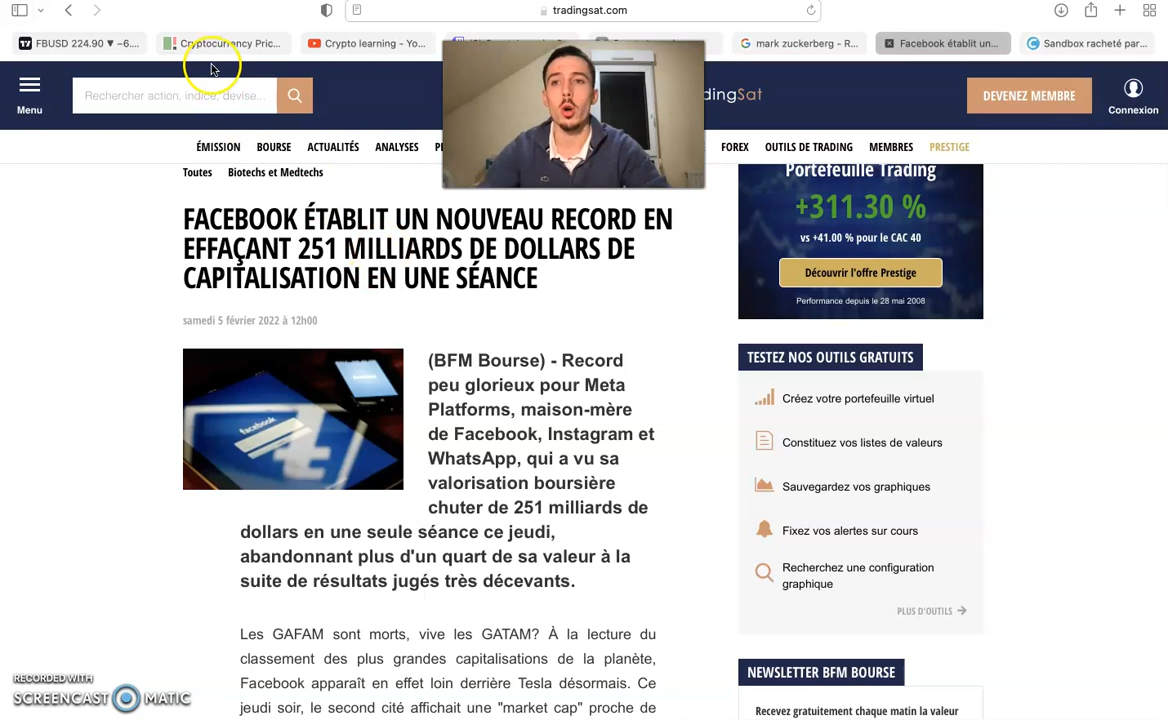 tradingsat.com
FBUSD 224.90 ▼ −6....
Cryptocurrency Pric...
Crypto learning - Yo...
mark zuckerberg - R...
Facebook établit un...
Sandbox racheté par...
Menu
Rechercher action, indice, devise...
dingSat
DEVENEZ MEMBRE
Connexion
ÉMISSION
BOURSE
ACTUALITÉS
ANALYSES
FOREX
OUTILS DE TRADING
MEMBRES
PRESTIGE
Toutes
Biotechs et Medtechs
FACEBOOK ÉTABLIT UN NOUVEAU RECORD EN
EFFAÇANT 251 MILLIARDS DE DOLLARS DE
CAPITALISATION EN UNE SÉANCE
samedi 5 février 2022 à 12h00
facebook
(BFM Bourse) - Record
peu glorieux pour Meta
Platforms, maison-mère
de Facebook, Instagram et
WhatsApp, qui a vu sa
valorisation boursière
chuter de 251 milliards de
dollars en une seule séance ce jeudi,
abandonnant plus d'un quart de sa valeur à la
suite de résultats jugés très décevants.
Les GAFAM sont morts, vive les GATAM? À la lecture du
classement des plus grandes capitalisations de la planète,
Facebook apparaît en effet loin derrière Tesla désormais. Ce
jeudi soir, le second cité affichait une "market cap" proche de
Portefeuille Trading
+311.30 %
vs +41.00 % pour le CAC 40
Découvrir l'offre Prestige
Performance depuis le 28 mai 2008
TESTEZ NOS OUTILS GRATUITS
Créez votre portefeuille virtuel
Constituez vos listes de valeurs
Sauvegardez vos graphiques
Fixez vos alertes sur cours
Recherchez une configuration
graphique
PLUS D'OUTILS
NEWSLETTER BFM BOURSE
Recevez gratuitement chaque matin la valeur
RECORDED WITH
SCREENCAST MATIC